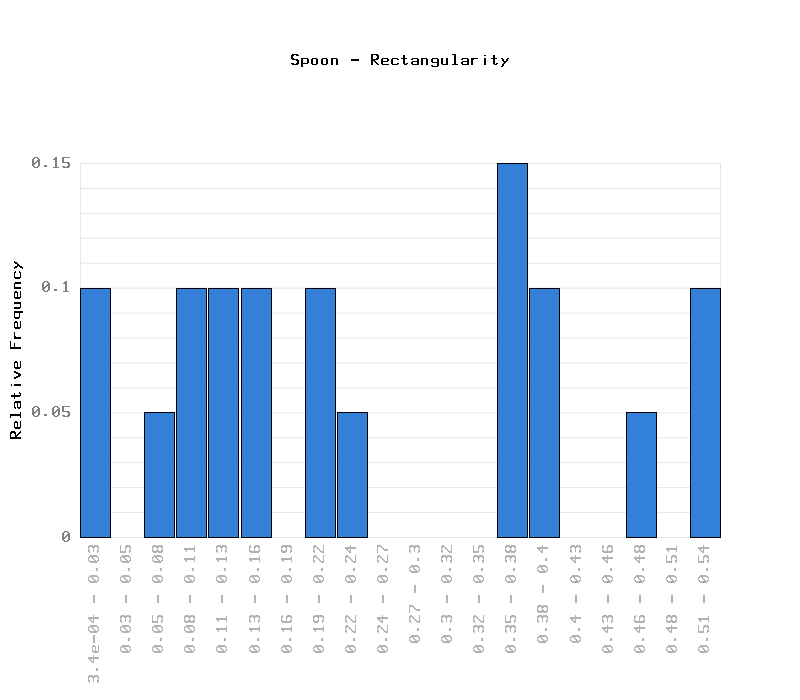 Spoon - Rectangularity
Relative Frequency
0.15
0.1
0.05
0
3.4e-04 - 0.03
0.03 - 0.05
0.05 - 0.08
0.08 - 0.11
0.11 - 0.13
0.13 - 0.16
0.16 - 0.19
0.19 - 0.22
0.22 - 0.24
0.24 - 0.27
0.27 - 0.3
0.3 - 0.32
0.32 - 0.35
0.35 - 0.38
0.38 - 0.4
0.4 - 0.43
0.43 - 0.46
0.46 - 0.48
0.48 - 0.51
0.51 - 0.54